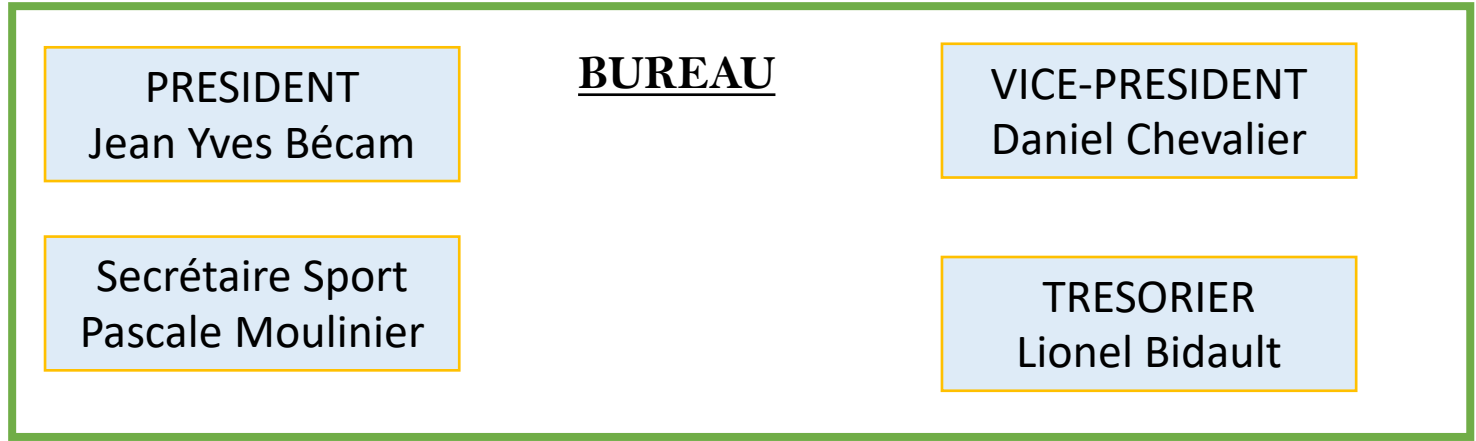 BUREAU
PRESIDENT
Jean Yves Bécam
VICE-PRESIDENT
Daniel Chevalier
Secrétaire Sport
Pascale Moulinier
TRESORIER
Lionel Bidault